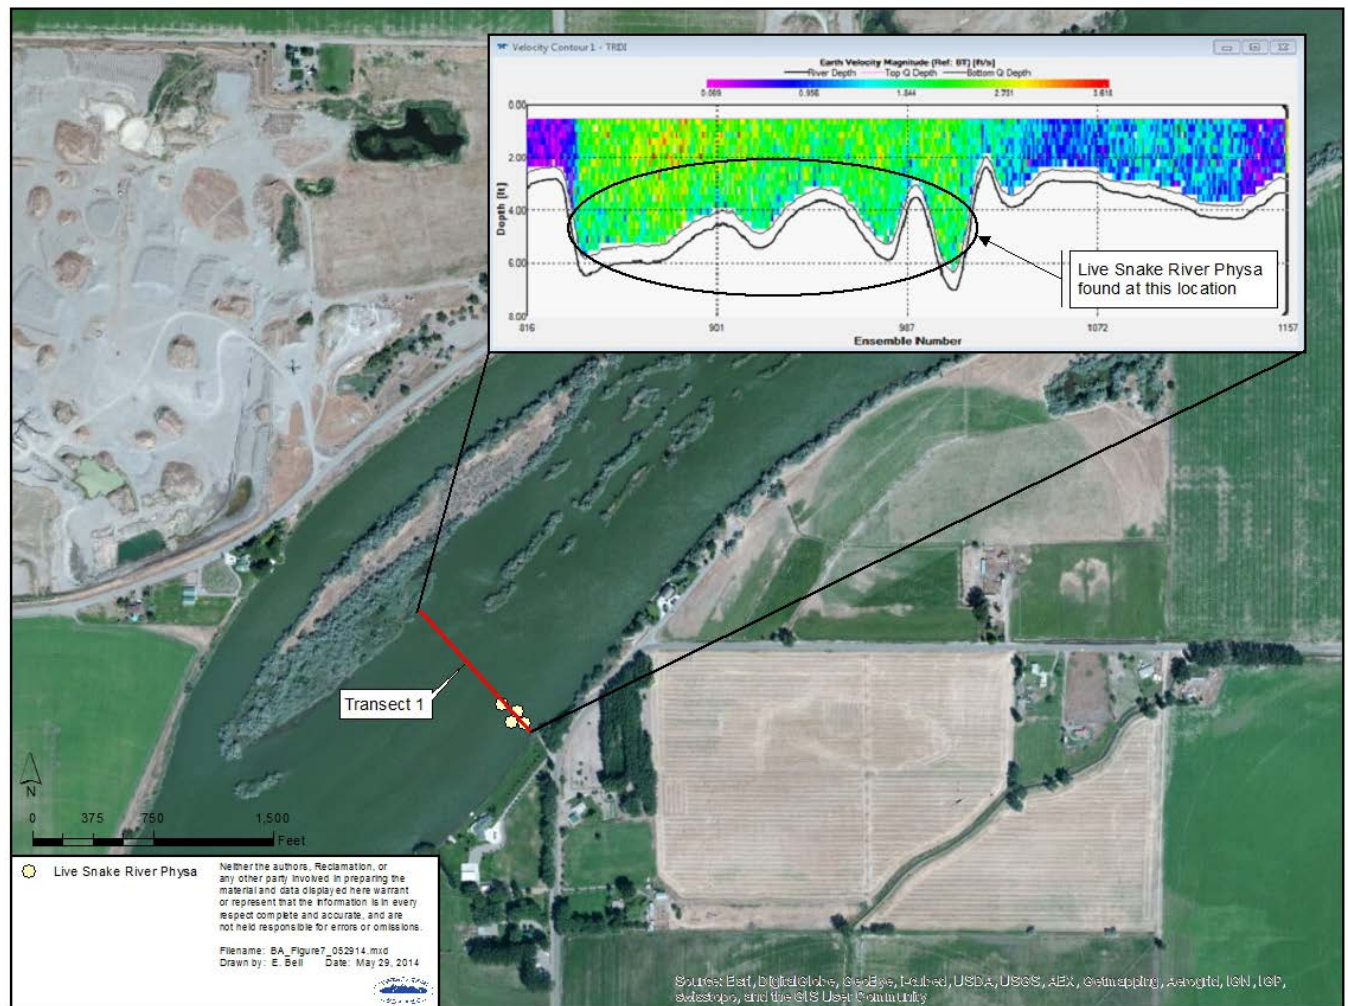 Velocity Contour 1 - TRDI
Earth Velocity Magnitude [Ref: BT] [ft/s]
River Depth Top Q Depth Bottom Q Depth
0.069 0.956 1.844 2.731 3.618
0.00
2.00
4.00
6.00
8.00
Depth [ft]
816 901 987 1072 1157
Ensemble Number
Live Snake River Physa
found at this location
Transect 1
N
0 375 750 1,500
Feet
Live Snake River Physa
Neither the authors, Reclamation, or
any other party involved in preparing the
material and data displayed here warrant
or represent that the information is in every
respect complete and accurate, and are
not held responsible for errors or omissions.
Filename: BA_Figure7_052914.mxd
Drawn by: E. Bell Date: May 29, 2014
Source: Esri, DigitalGlobe, GeoEye, i-cubed, USDA, USGS, AEX, Getmapping, Aerogrid, IGN, IGP,
swisstopo, and the GIS User Community